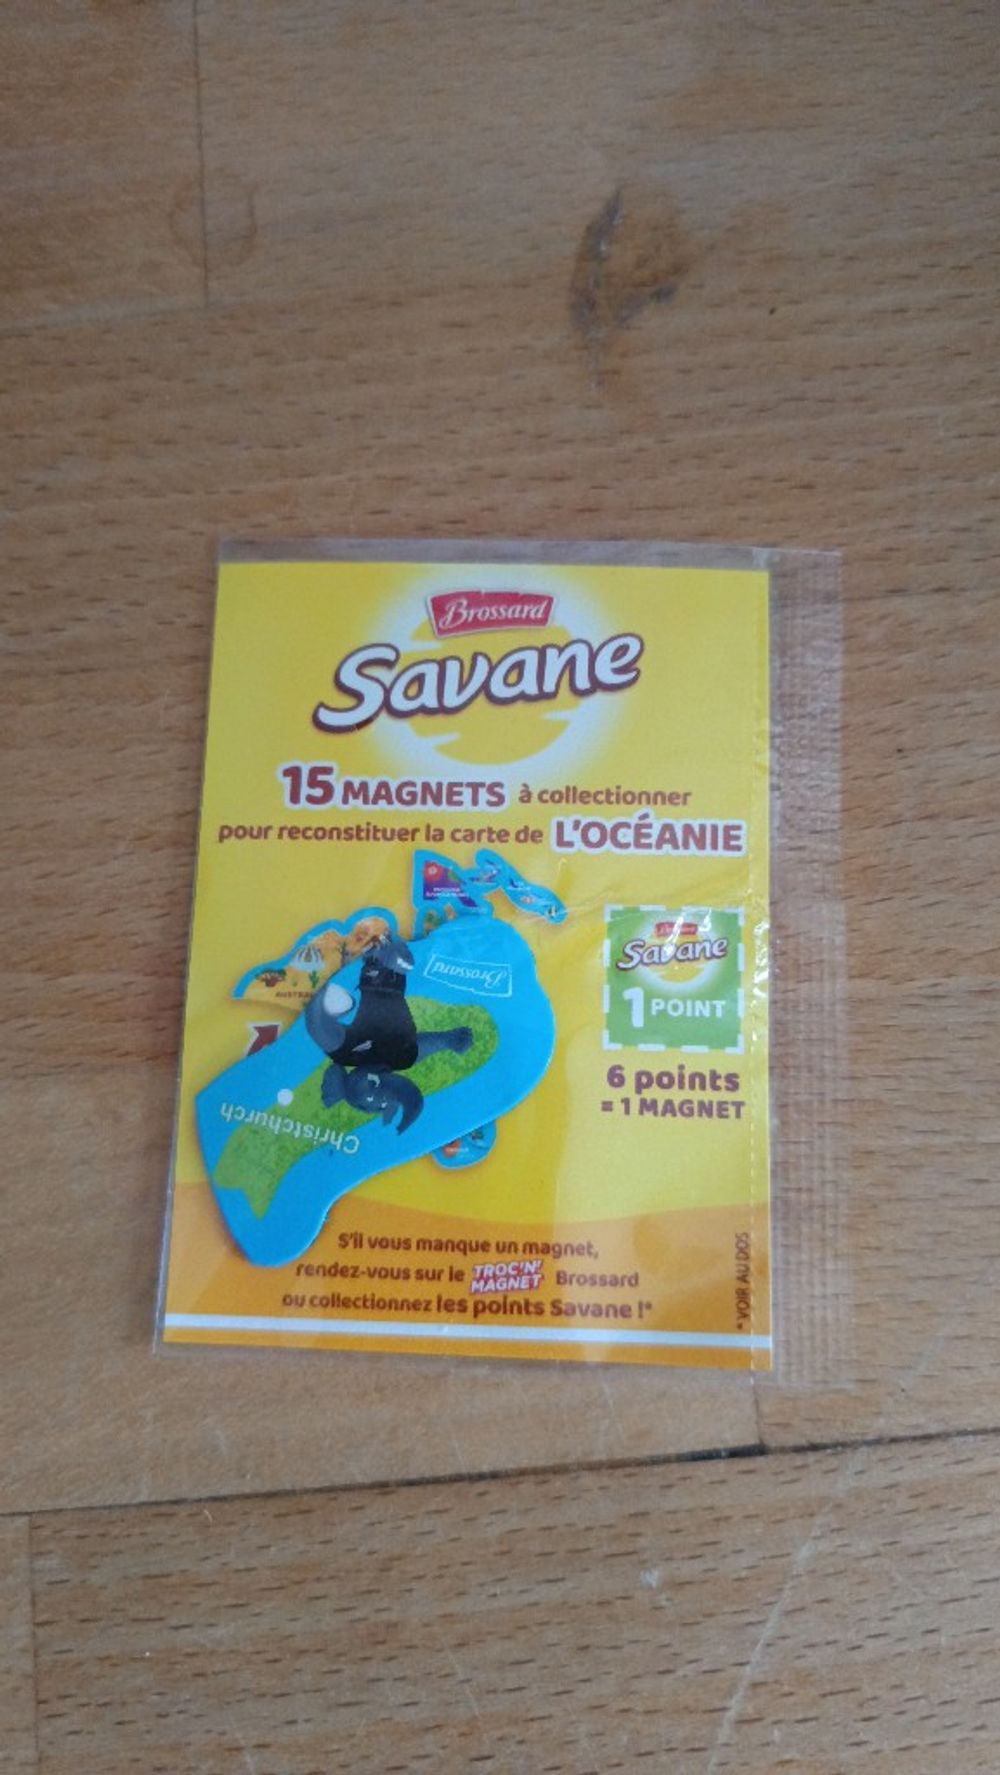 Brossard
Savane
15 MAGNETS à collectionner
pour reconstituer la carte de L'OCÉANIE
Brossard
Christchurch
Brossard
Savane
1 POINT
6 points
= 1 MAGNET
S'il vous manque un magnet,
rendez-vous sur le TROC'N' MAGNET Brossard
ou collectionnez les points Savane !*
* VOIR AU DOS